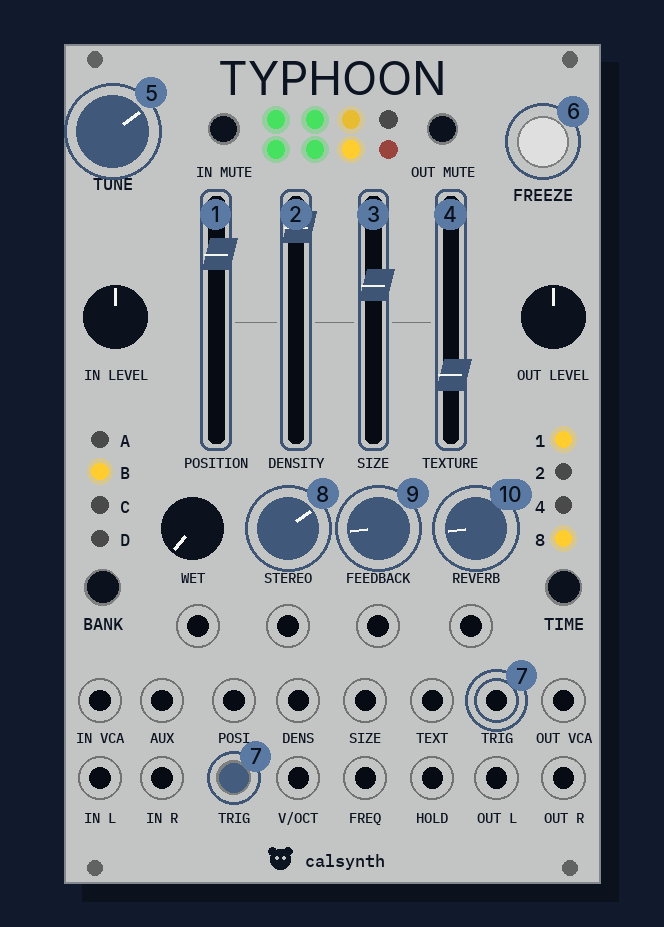 TYPHOON
5
6
IN MUTE
OUT MUTE
TUNE
FREEZE
1 2 3 4
IN LEVEL
OUT LEVEL
A
B
C
D
1
2
4
8
POSITION DENSITY SIZE TEXTURE
8 9 10
WET STEREO FEEDBACK REVERB
BANK
TIME
7
IN VCA AUX POSI DENS SIZE TEXT TRIG OUT VCA
7
IN L IN R TRIG V/OCT FREQ HOLD OUT L OUT R
calsynth